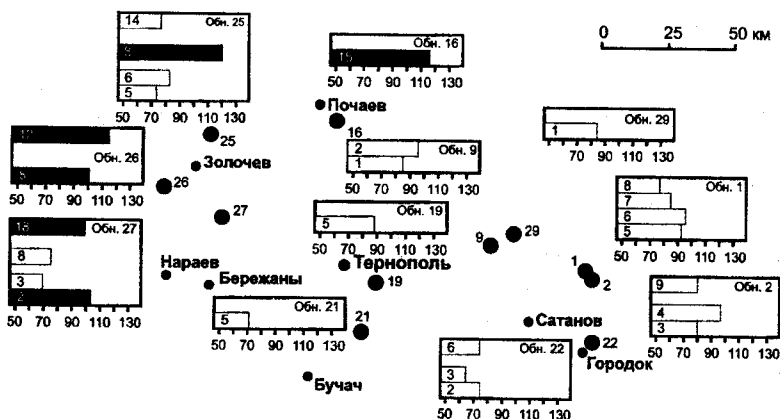 14
Обн. 25
6
5
50 70 90 110 130
Обн. 16
15
50 70 90 110 130
0 25 50 км
Почаев
16
25
Золочев
Обн. 26
50 70 90 110 130
26
2
Обн. 9
1
50 70 90 110 130
Обн. 29
1
70 90 110 130
8
Обн. 1
7
6
5
50 70 90 110 130
Обн. 27
8
3
2
50 70 90 110 130
27
Обн. 19
5
50 70 90 110 130
9
29
1
2
Нараев
Бережаны
Тернополь
19
Обн. 21
5
50 70 90 110 130
21
9
Обн. 2
4
3
50 70 90 110 130
Сатанов
22
Городок
6
Обн. 22
3
2
50 70 90 110 130
Бучач